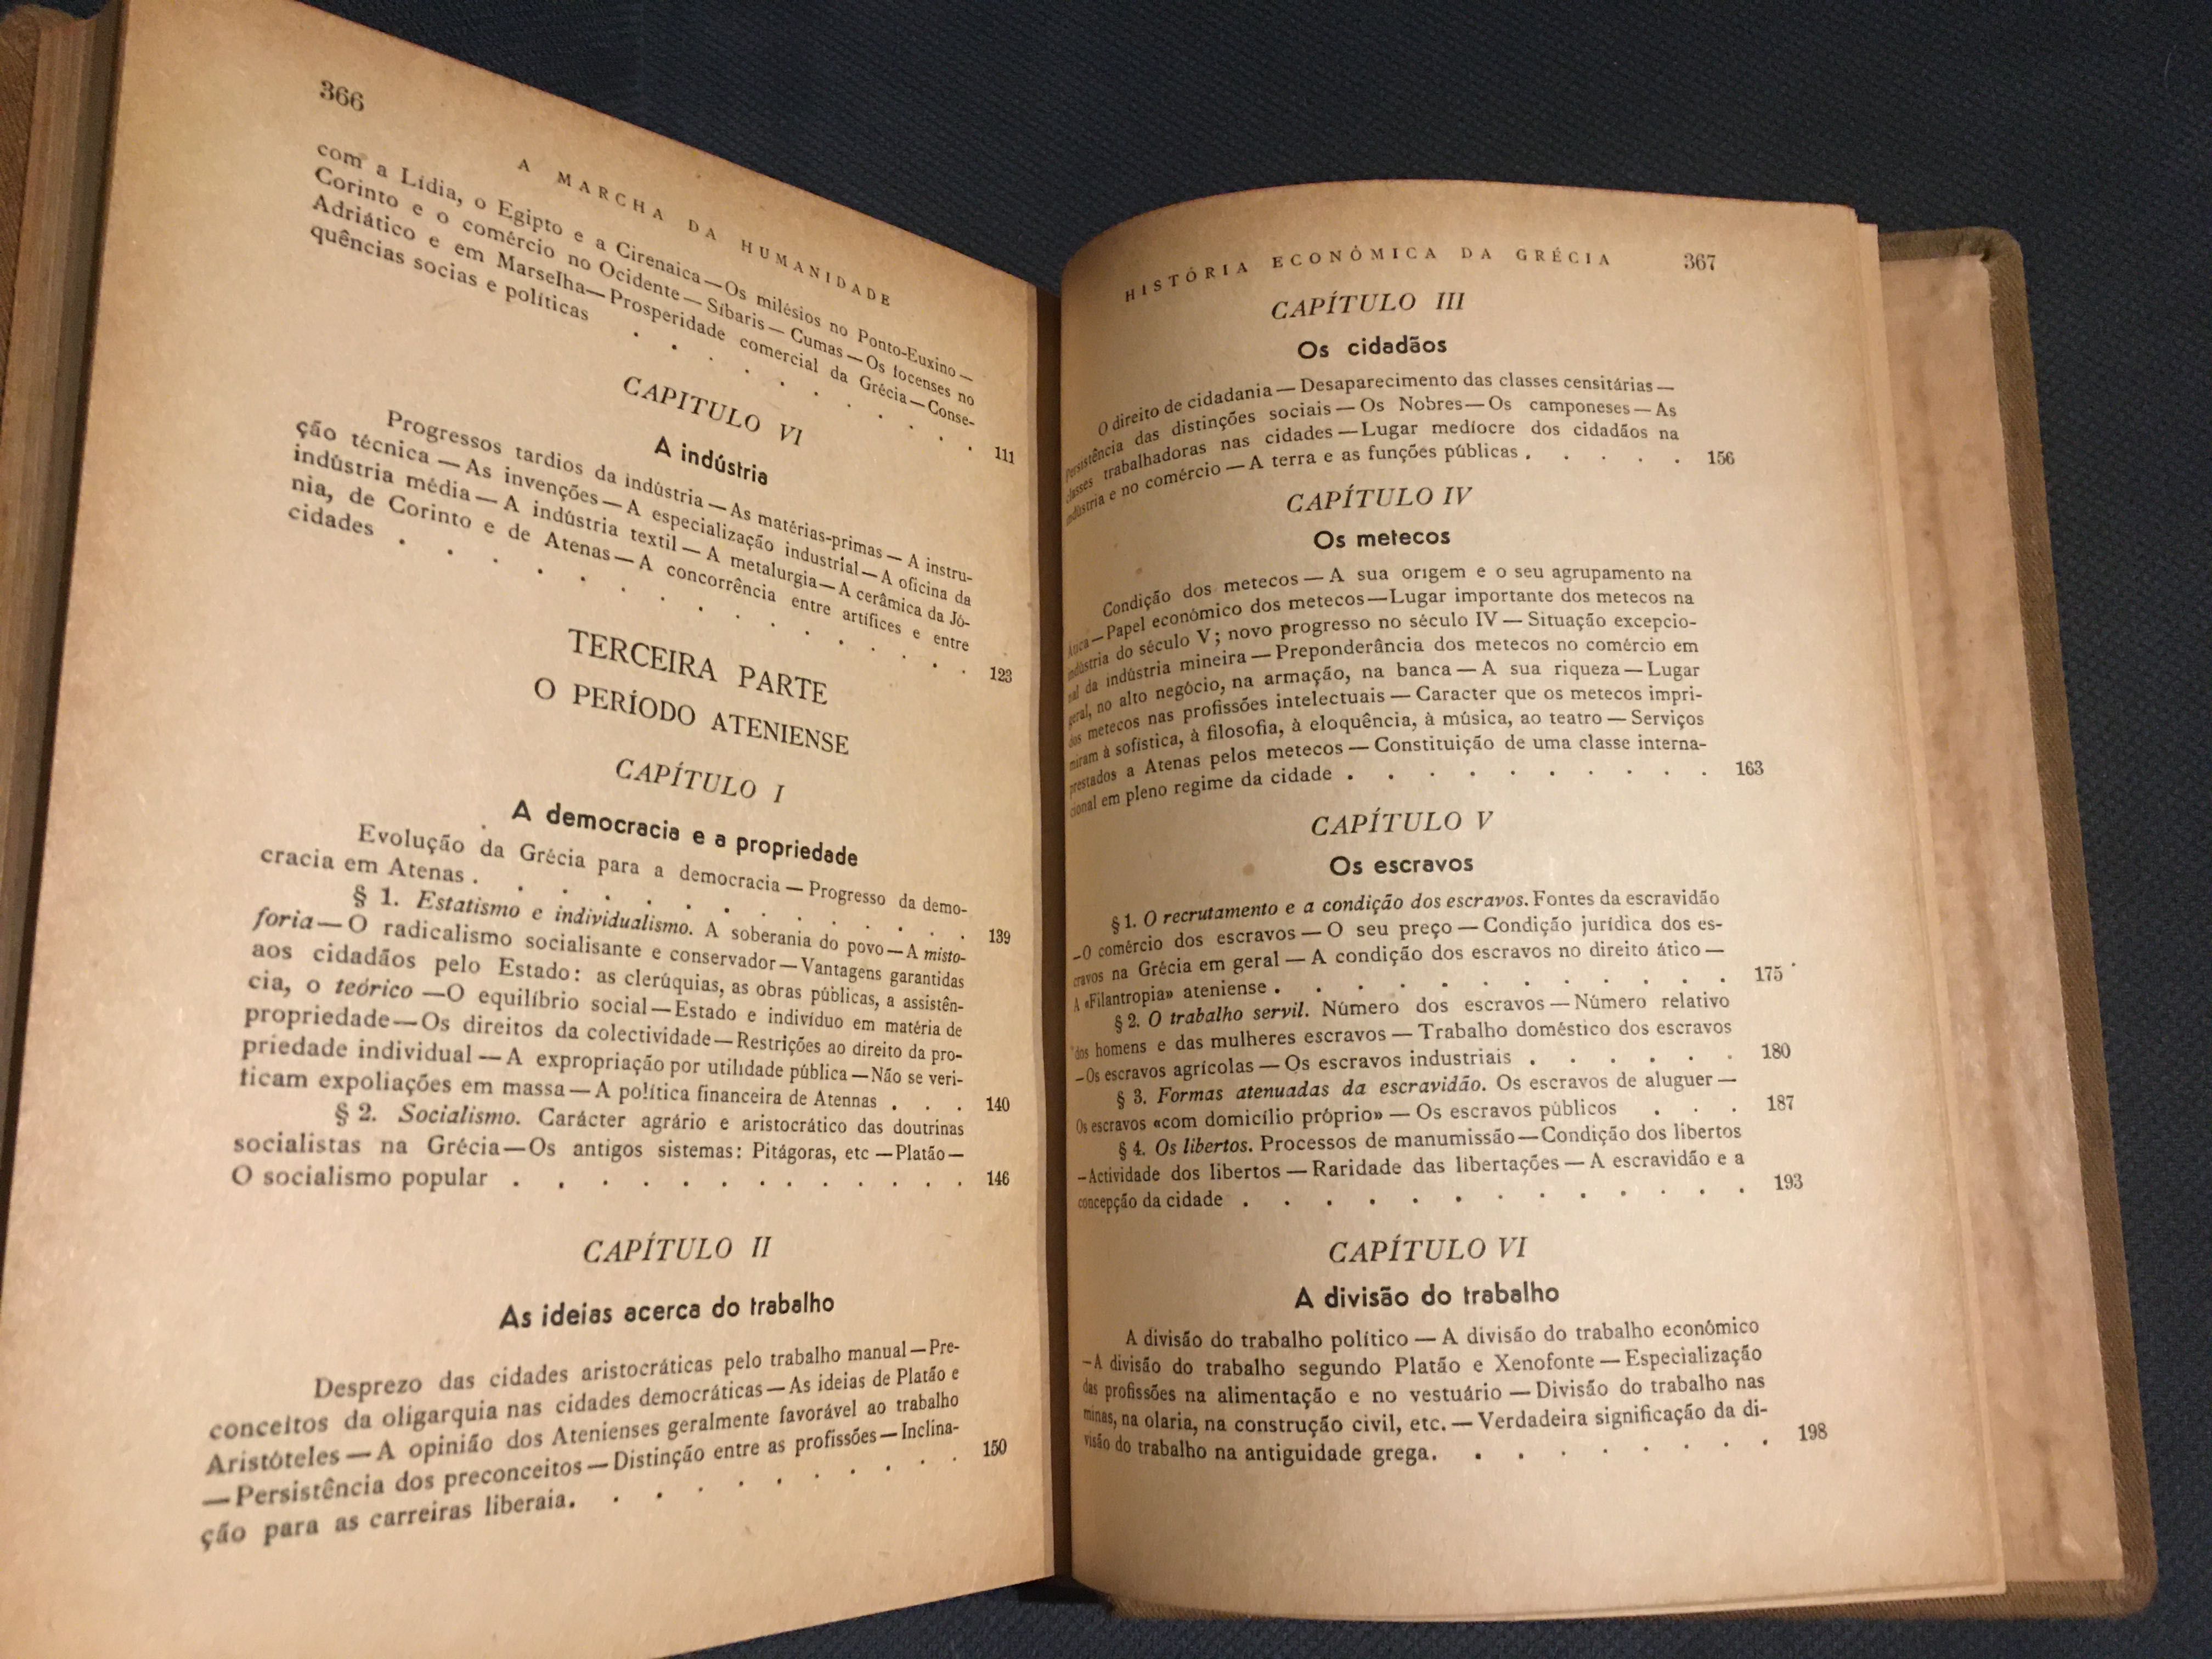 366
A MARCHA DA HUMANIDADE
com a Lídia, o Egipto e a Cirenaica — Os milésios no Ponto-Euxino —
Corinto e o comércio no Ocidente — Síbaris — Cumas — Os focenses no
Adriático e em Marselha — Prosperidade comercial da Grécia — Conse-
quências socias e políticas . . . . . . . . . . 111
CAPITULO VI
A indústria
Progressos tardios da indústria — As matérias-primas — A instru-
ção técnica — As invenções — A especialização industrial — A oficina da
indústria média — A indústria textil — A metalurgia — A cerâmica da Jó-
nia, de Corinto e de Atenas — A concorrência entre artífices e entre
cidades . . . . . . . . . . . . . 123
TERCEIRA PARTE
O PERÍODO ATENIENSE
CAPÍTULO I
A democracia e a propriedade
Evolução da Grécia para a democracia — Progresso da demo-
cracia em Atenas . . . . . . . . . . . 139
§ 1. Estatismo e individualismo. A soberania do povo — A misto-
foria — O radicalismo socialisante e conservador — Vantagens garantidas
aos cidadãos pelo Estado: as clerúquias, as obras públicas, a assistên-
cia, o teórico — O equilíbrio social — Estado e indivíduo em matéria de
propriedade — Os direitos da colectividade — Restrições ao direito da pro-
priedade individual — A expropriação por utilidade pública — Não se veri-
ficam expoliações em massa — A política financeira de Atennas . . . 140
§ 2. Socialismo. Carácter agrário e aristocrático das doutrinas
socialistas na Grécia — Os antigos sistemas: Pitágoras, etc — Platão —
O socialismo popular . . . . . . . . . . . 146
CAPÍTULO II
As ideias acerca do trabalho
Desprezo das cidades aristocráticas pelo trabalho manual — Pre-
conceitos da oligarquia nas cidades democráticas — As ideias de Platão e
Aristóteles — A opinião dos Atenienses geralmente favorável ao trabalho
— Persistência dos preconceitos — Distinção entre as profissões — Inclina-
ção para as carreiras liberaia. . . . . . . . . . 150
HISTÓRIA ECONÓMICA DA GRÉCIA 367
CAPÍTULO III
Os cidadãos
O direito de cidadania — Desaparecimento das classes censitárias —
Persistência das distinções sociais — Os Nobres — Os camponeses — As
classes trabalhadoras nas cidades — Lugar medíocre dos cidadãos na
indústria e no comércio — A terra e as funções públicas . . . . . 156
CAPÍTULO IV
Os metecos
Condição dos metecos — A sua origem e o seu agrupamento na
Ática — Papel económico dos metecos — Lugar importante dos metecos na
indústria do século V; novo progresso no século IV — Situação excepcio-
nal da indústria mineira — Preponderância dos metecos no comércio em
geral, no alto negócio, na armação, na banca — A sua riqueza — Lugar
dos metecos nas profissões intelectuais — Caracter que os metecos impri-
miram à sofística, à filosofia, à eloquência, à música, ao teatro — Serviços
prestados a Atenas pelos metecos — Constituição de uma classe interna-
cional em pleno regime da cidade . . . . . . . . . . 163
CAPÍTULO V
Os escravos
§ 1. O recrutamento e a condição dos escravos. Fontes da escravidão
— O comércio dos escravos — O seu preço — Condição jurídica dos es-
cravos na Grécia em geral — A condição dos escravos no direito ático —
A «Filantropia» ateniense . . . . . . . . . . . 175
§ 2. O trabalho servil. Número dos escravos — Número relativo
dos homens e das mulheres escravos — Trabalho doméstico dos escravos
— Os escravos agrícolas — Os escravos industriais . . . . . . 180
§ 3. Formas atenuadas da escravidão. Os escravos de aluguer —
Os escravos «com domicílio próprio» — Os escravos públicos . . . 187
§ 4. Os libertos. Processos de manumissão — Condição dos libertos
— Actividade dos libertos — Raridade das libertações — A escravidão e a
concepção da cidade . . . . . . . . . . . . 193
CAPÍTULO VI
A divisão do trabalho
A divisão do trabalho político — A divisão do trabalho económico
— A divisão do trabalho segundo Platão e Xenofonte — Especialização
das profissões na alimentação e no vestuário — Divisão do trabalho nas
minas, na olaria, na construção civil, etc. — Verdadeira significação da di-
visão do trabalho na antiguidade grega. . . . . . . . . 198